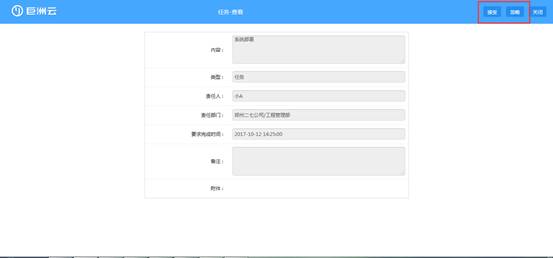 巨洲云
任务-查看
接受 忽略 关闭
内容：
系统部署
类型：
任务
责任人：
小A
责任部门：
郑州二七公司/工程管理部
要求完成时间：
2017-10-12 14:25:00
备注：
附件：